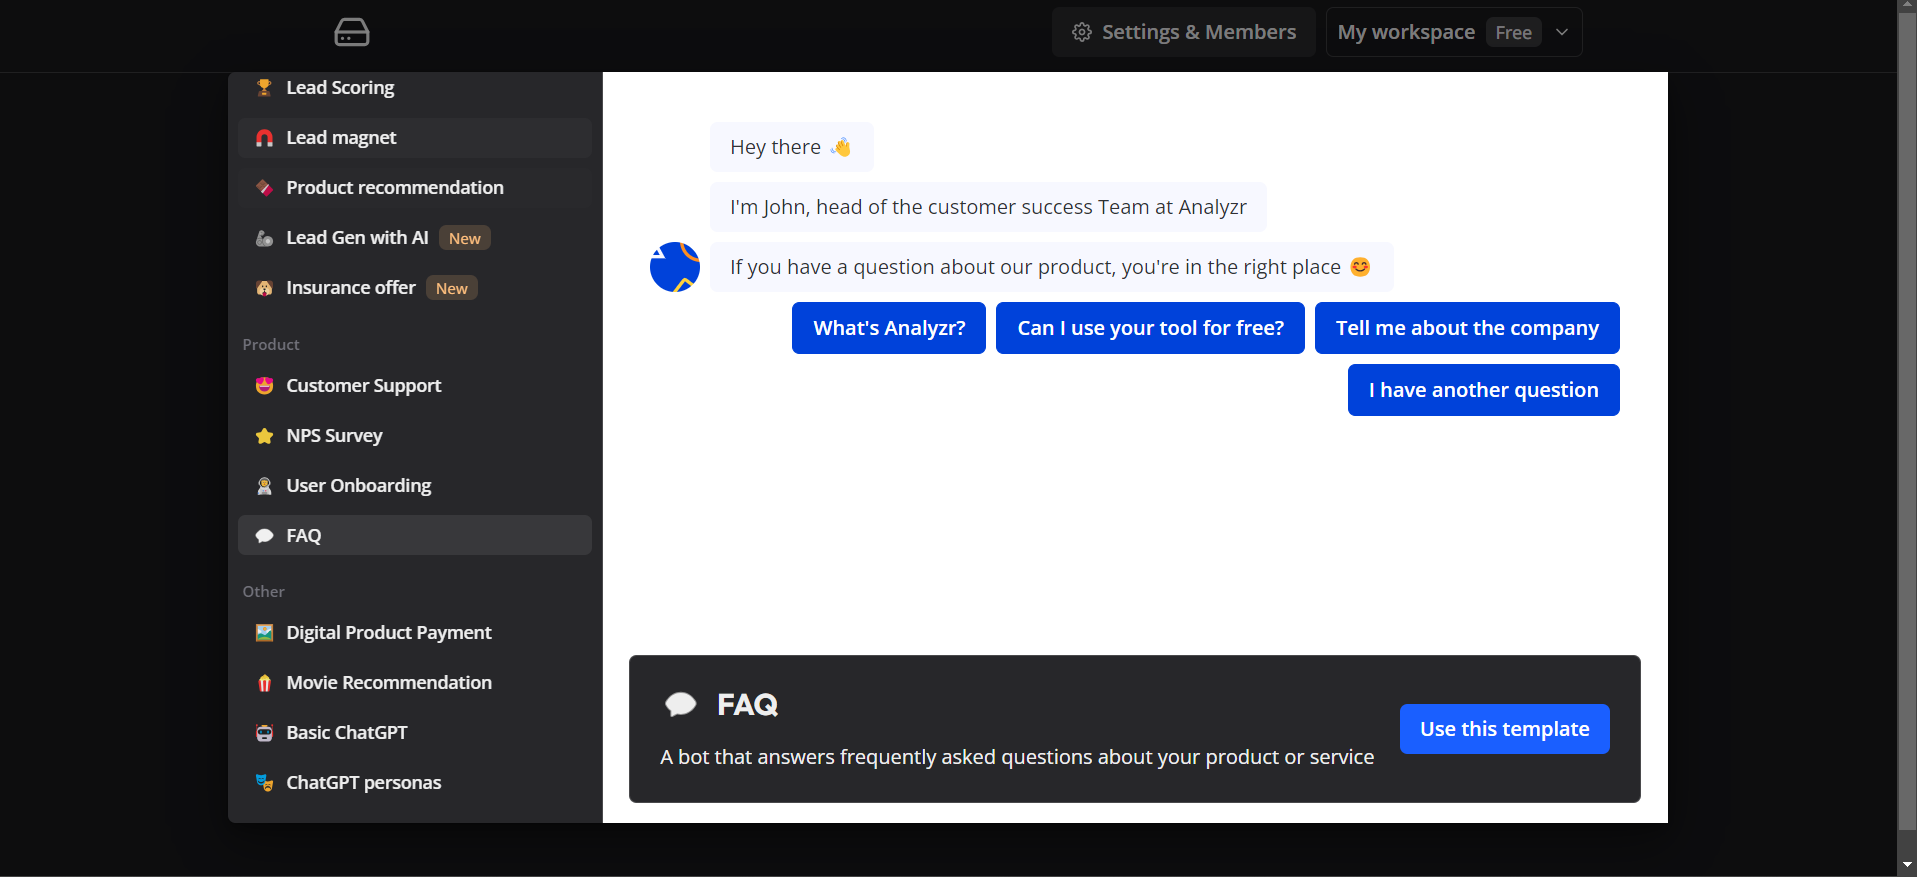 Settings & Members
My workspace Free
Lead Scoring
Lead magnet
Product recommendation
Lead Gen with AI New
Insurance offer New
Product
Customer Support
NPS Survey
User Onboarding
FAQ
Other
Digital Product Payment
Movie Recommendation
Basic ChatGPT
ChatGPT personas
Hey there 👋
I'm John, head of the customer success Team at Analyzr
If you have a question about our product, you're in the right place 😊
What's Analyzr?
Can I use your tool for free?
Tell me about the company
I have another question
FAQ
A bot that answers frequently asked questions about your product or service
Use this template